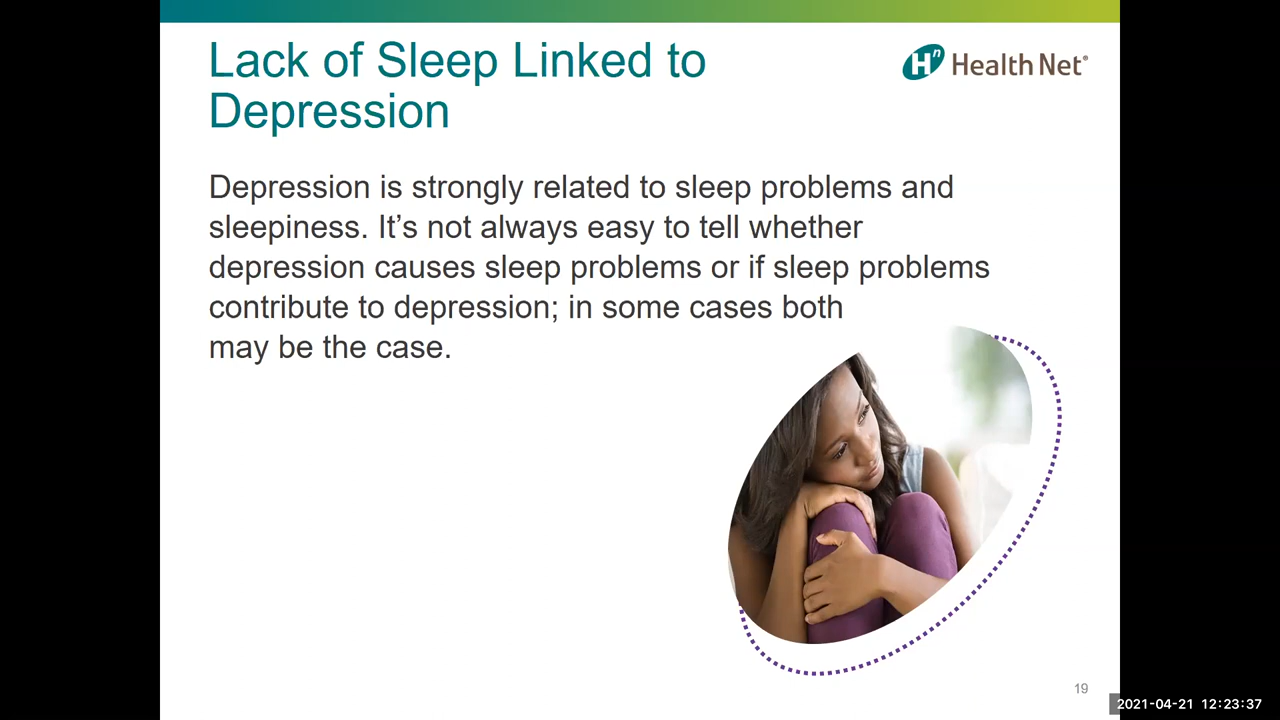 Lack of Sleep Linked to
Depression
Hn Health Net®
Depression is strongly related to sleep problems and
sleepiness. It’s not always easy to tell whether
depression causes sleep problems or if sleep problems
contribute to depression; in some cases both
may be the case.
19
2021-04-21 12:23:37